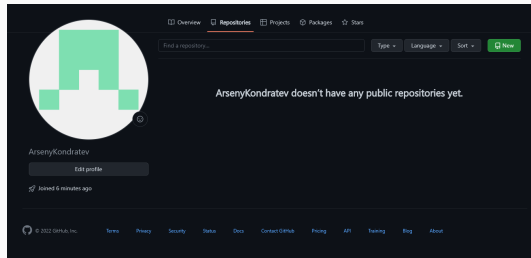 Overview Repositories Projects Packages Stars
Find a repository...
Type Language Sort New
ArsenyKondratev doesn't have any public repositories yet.
ArsenyKondratev
Edit profile
Joined 6 minutes ago
© 2022 GitHub, Inc. Terms Privacy Security Status Docs Contact GitHub Pricing API Training Blog About